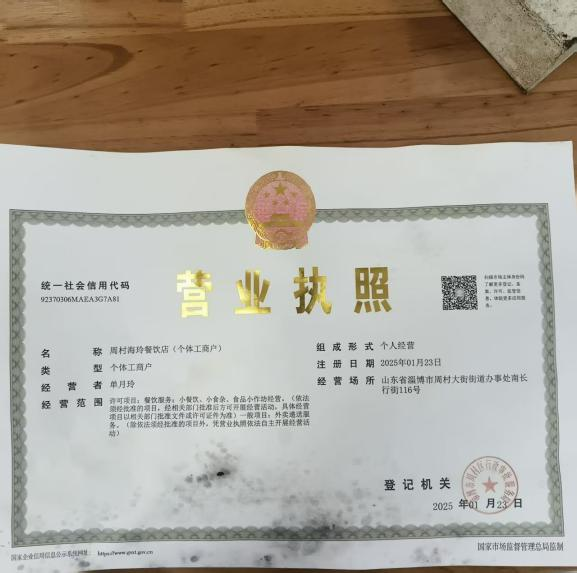 营业执照
统一社会信用代码
92370306MAEA3G7A81
扫描市场主体身份码
了解更多登记、备
案、许可、监管信
息，体验更多应用服
务。
名称 周村海玲餐饮店（个体工商户）
类型 个体工商户
经营者 单月玲
经营范围 许可项目：餐饮服务；小餐饮、小食杂、食品小作坊经营。（依法
须经批准的项目，经相关部门批准后方可开展经营活动，具体经营
项目以相关部门批准文件或许可证件为准）一般项目：外卖递送服
务。（除依法须经批准的项目外，凭营业执照依法自主开展经营活
动）
组成形式 个人经营
注册日期 2025年01月23日
经营场所 山东省淄博市周村大街街道办事处南长
行街116号
登记机关
2025 年01 月23 日
国家企业信用信息公示系统网址： https://www.gsxt.gov.cn
国家市场监督管理总局监制